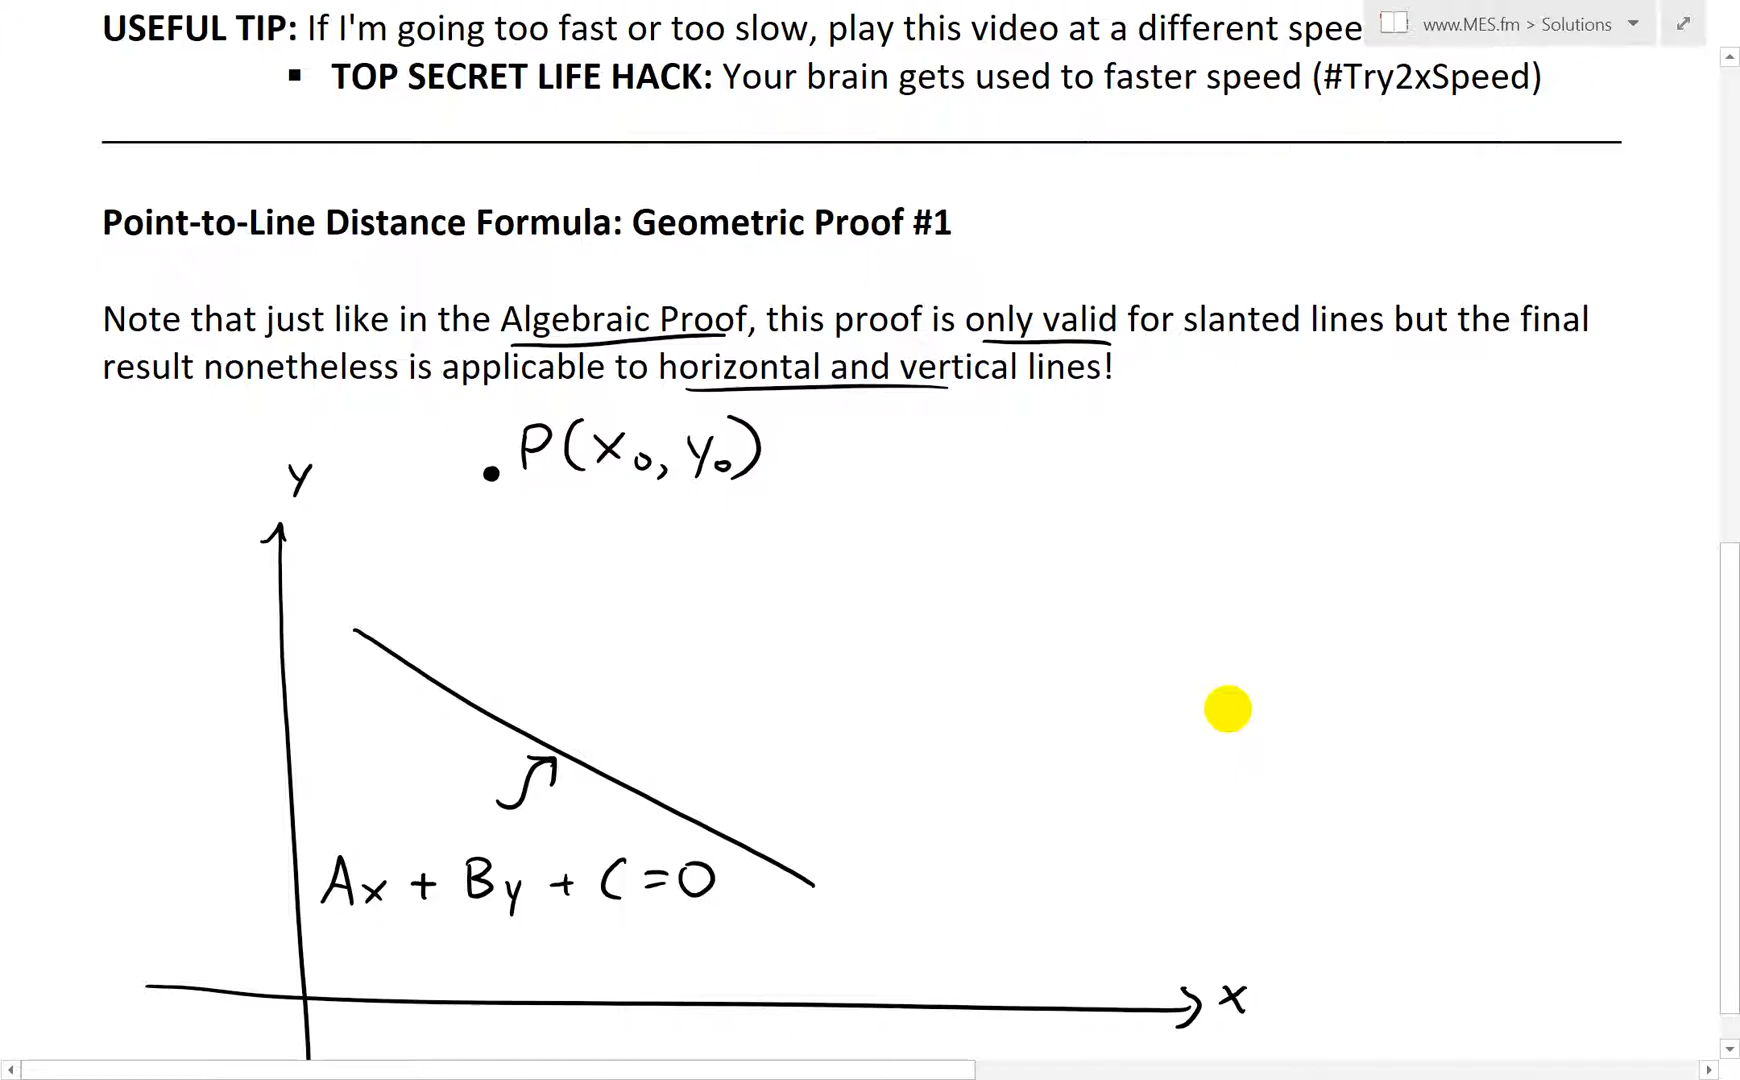 USEFUL TIP: If I'm going too fast or too slow, play this video at a different spee
www.MES.fm > Solutions
▪ TOP SECRET LIFE HACK: Your brain gets used to faster speed (#Try2xSpeed)
Point-to-Line Distance Formula: Geometric Proof #1
Note that just like in the Algebraic Proof, this proof is only valid for slanted lines but the final
result nonetheless is applicable to horizontal and vertical lines!
P(x₀, y₀)
y
Ax + By + C = 0
x